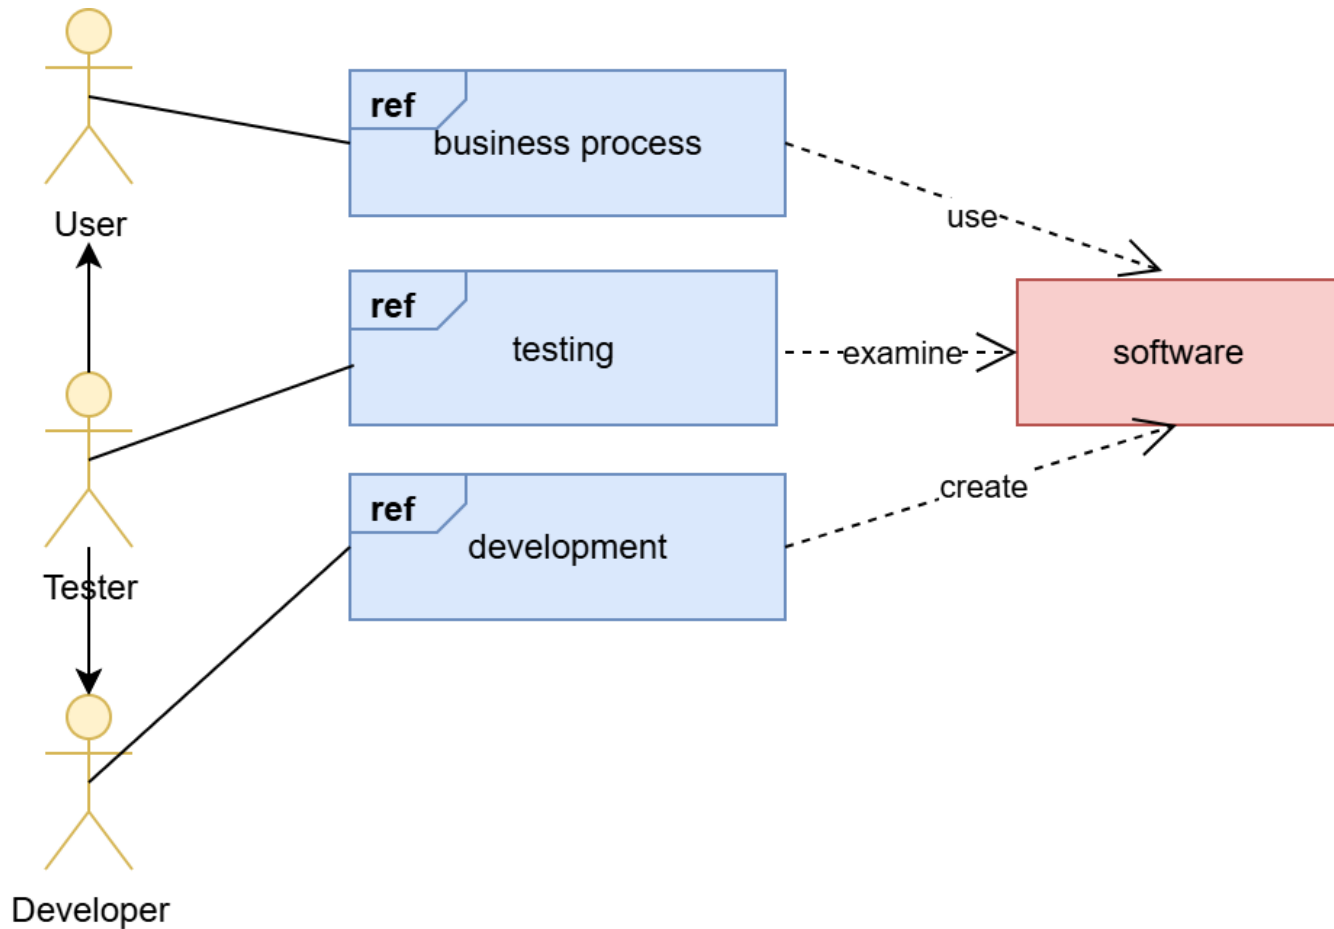 User
ref
business process
use
ref
testing
examine
software
Tester
ref
development
create
Developer